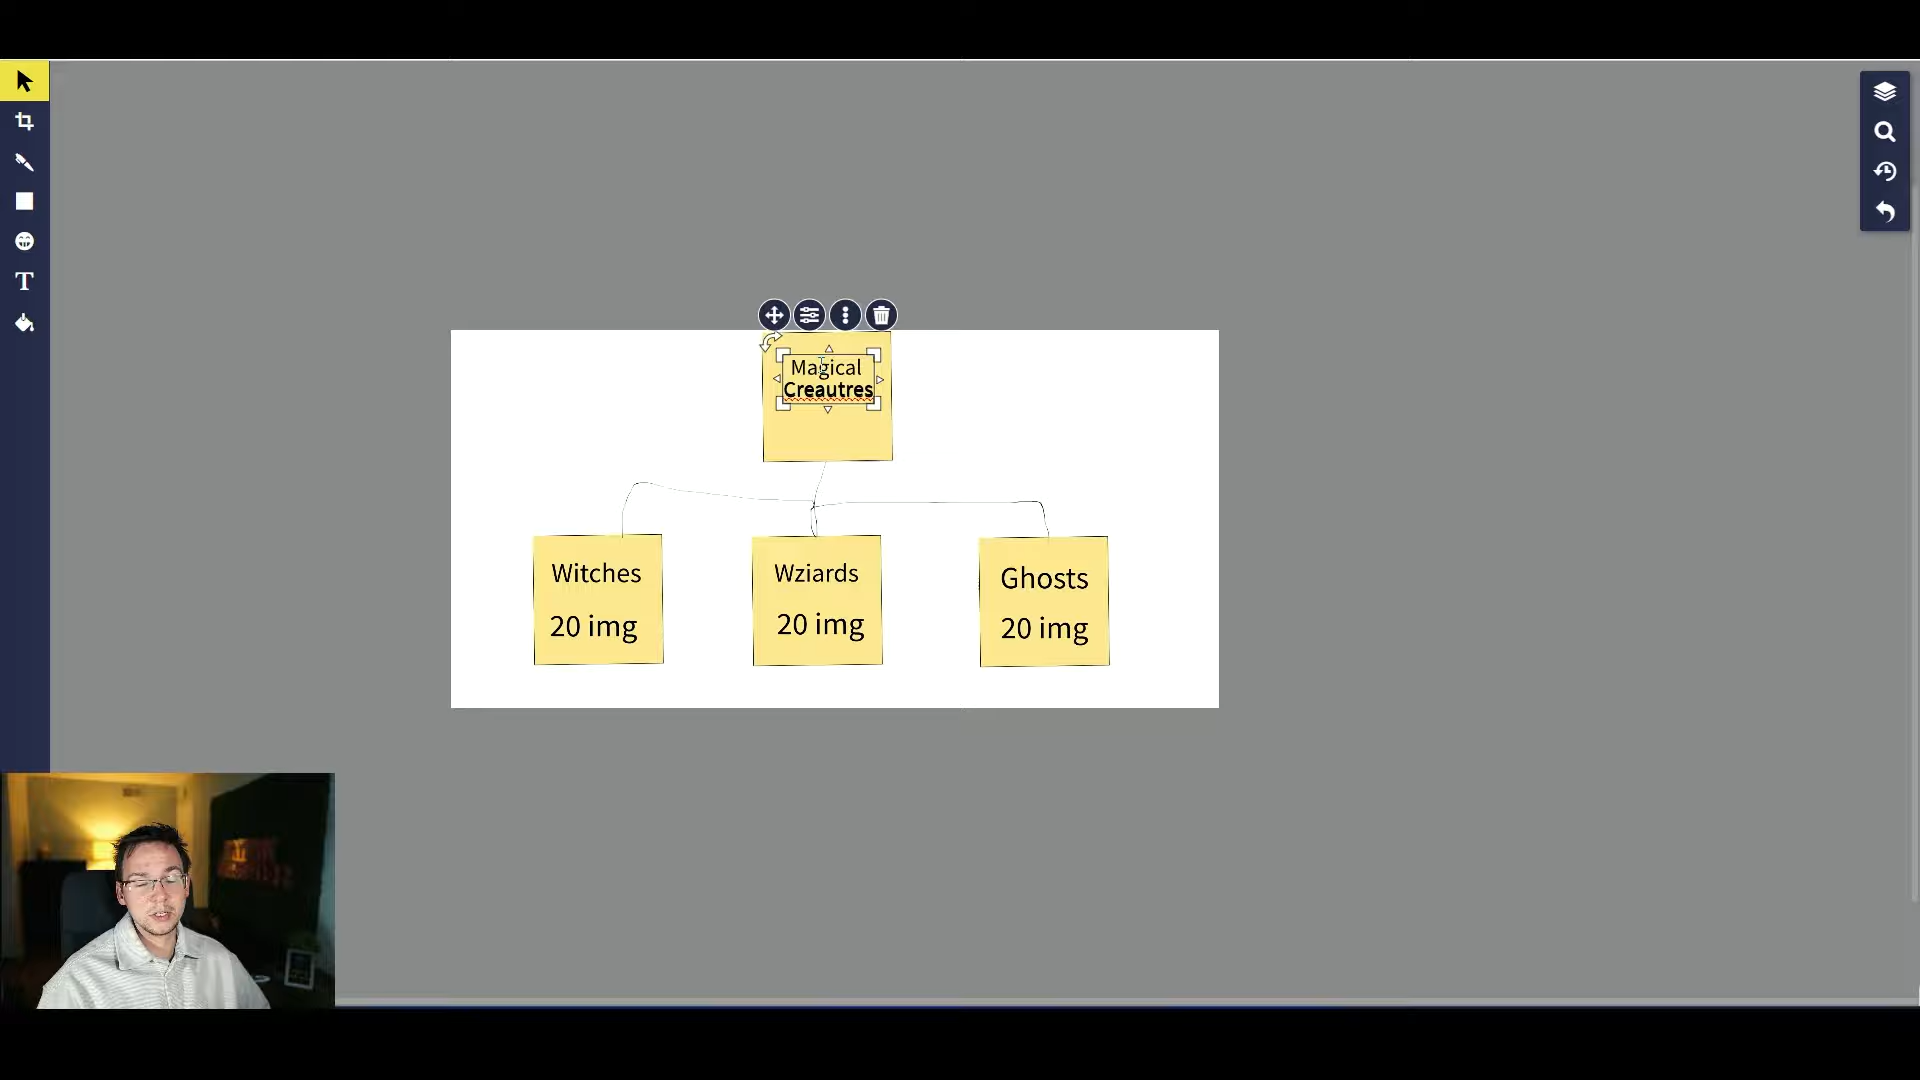 Magical
Creautres
Witches
20 img
Wziards
20 img
Ghosts
20 img